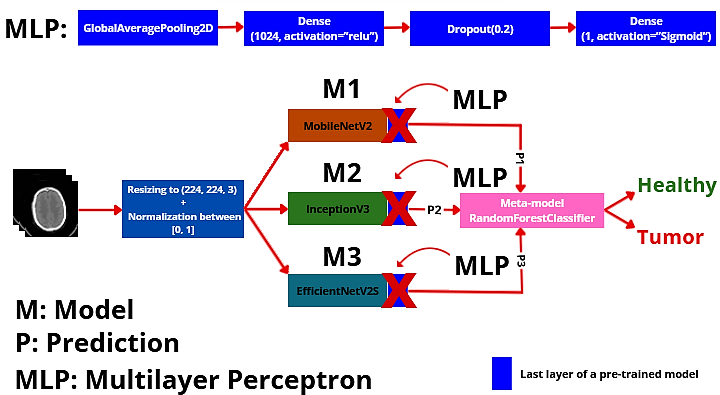 MLP:
GlobalAveragePooling2D
Dense
(1024, activation="relu")
Dropout(0.2)
Dense
(1, activation="Sigmoid")
M1
MLP
MobileNetV2
P1
M2
MLP
InceptionV3
P2
Resizing to (224, 224, 3)
+
Normalization between
[0, 1]
Meta-model
RandomForestClassifier
Healthy
Tumor
M3
MLP
P3
EfficientNetV2S
M: Model
P: Prediction
MLP: Multilayer Perceptron
Last layer of a pre-trained model